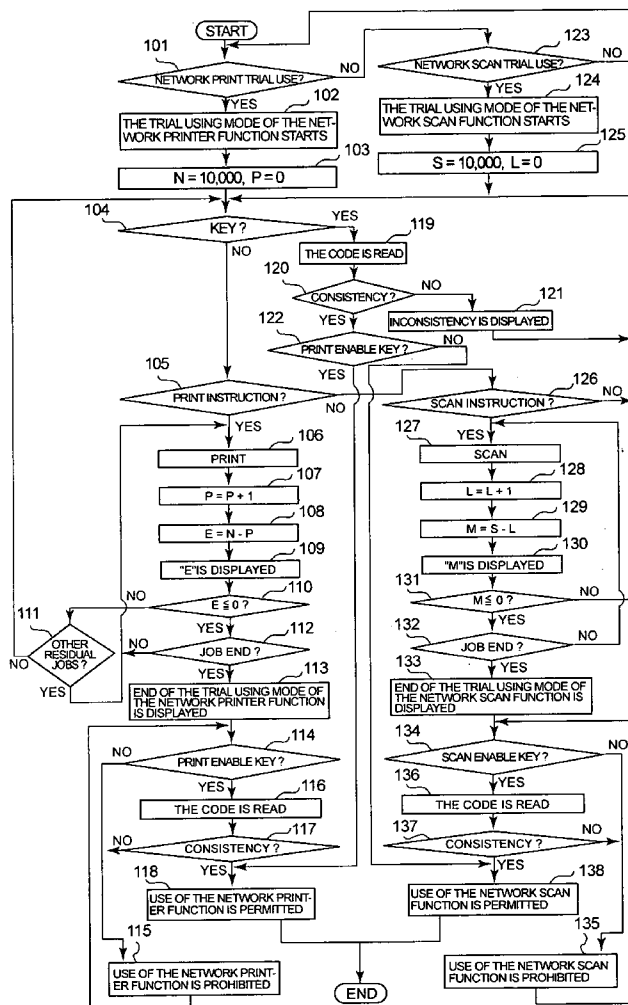 START
101
NETWORK PRINT TRIAL USE?
NO
YES
102
THE TRIAL USING MODE OF THE NET-
WORK PRINTER FUNCTION STARTS
103
N = 10,000, P = 0
123
NETWORK SCAN TRIAL USE?
NO
YES
124
THE TRIAL USING MODE OF THE NET-
WORK SCAN FUNCTION STARTS
125
S = 10,000, L = 0
104
KEY ?
YES
NO
119
THE CODE IS READ
120
CONSISTENCY ?
NO
YES
121
INCONSISTENCY IS DISPLAYED
122
PRINT ENABLE KEY ?
NO
YES
105
PRINT INSTRUCTION ?
NO
YES
106
PRINT
107
P = P + 1
108
E = N - P
109
"E"IS DISPLAYED
110
E ≦ 0 ?
NO
YES
111
OTHER
RESIDUAL
JOBS ?
NO
YES
112
JOB END ?
NO
YES
113
END OF THE TRIAL USING MODE OF
THE NETWORK PRINTER FUNCTION
IS DISPLAYED
114
PRINT ENABLE KEY ?
NO
YES
116
THE CODE IS READ
117
CONSISTENCY ?
NO
YES
118
USE OF THE NETWORK PRINT-
ER FUNCTION IS PERMITTED
115
USE OF THE NETWORK PRINT-
ER FUNCTION IS PROHIBITED
126
SCAN INSTRUCTION ?
NO
YES
127
SCAN
128
L = L + 1
129
M = S - L
130
"M"IS DISPLAYED
131
M ≦ 0 ?
NO
YES
132
JOB END ?
NO
YES
133
END OF THE TRIAL USING MODE OF
THE NETWORK SCAN FUNCTION
IS DISPLAYED
134
SCAN ENABLE KEY ?
NO
YES
136
THE CODE IS READ
137
CONSISTENCY ?
NO
YES
138
USE OF THE NETWORK SCAN
FUNCTION IS PERMITTED
135
USE OF THE NETWORK SCAN
FUNCTION IS PROHIBITED
END